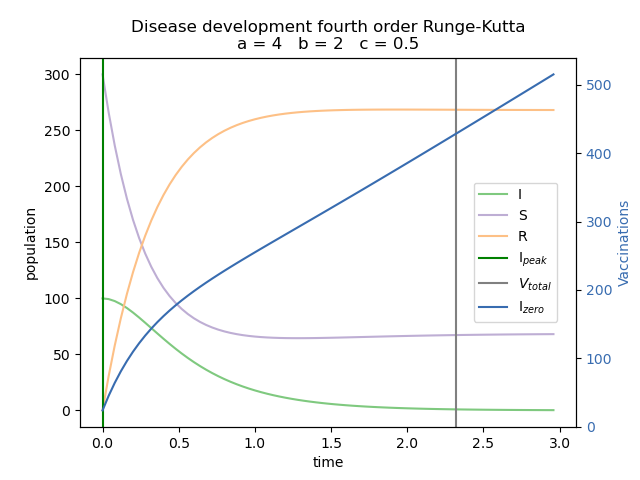 Disease development fourth order Runge-Kutta
a = 4 b = 2 c = 0.5
300
250
200
150
100
50
0
population
500
400
300
200
100
0
Vaccinations
I
S
R
I_peak
V_total
I_zero
0.0 0.5 1.0 1.5 2.0 2.5 3.0
time